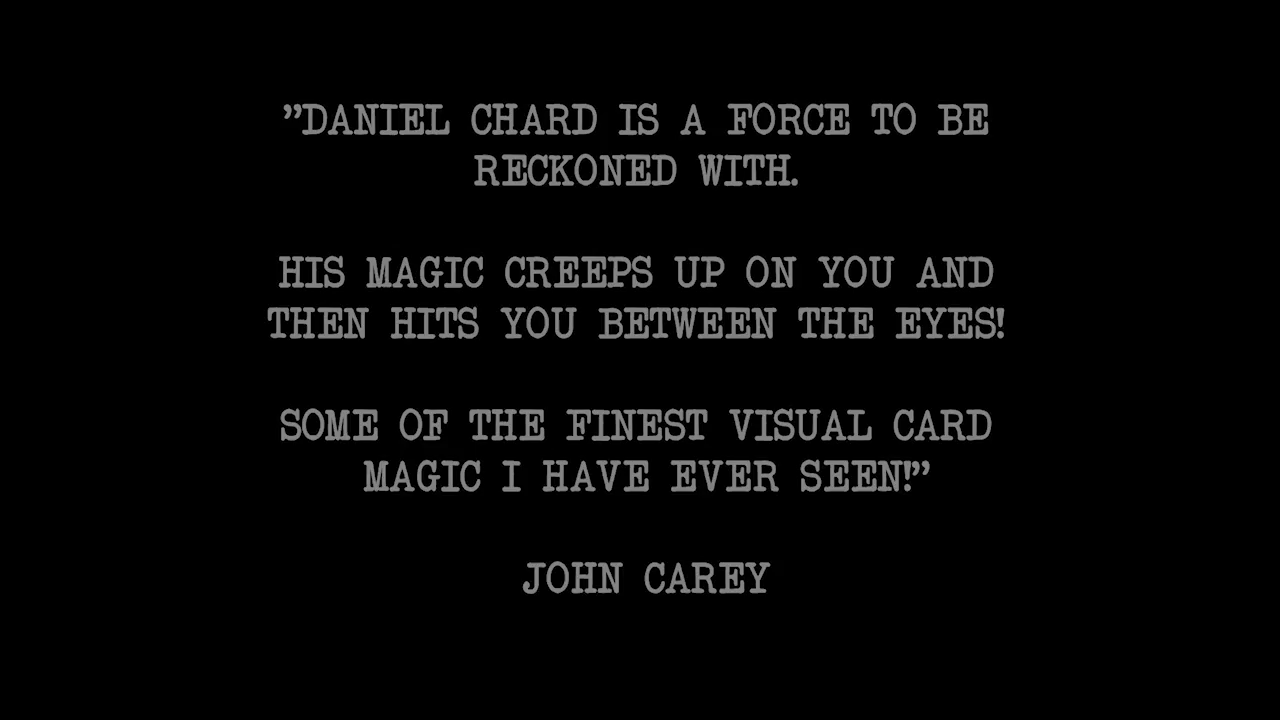 ”DANIEL CHARD IS A FORCE TO BE
RECKONED WITH.
HIS MAGIC CREEPS UP ON YOU AND
THEN HITS YOU BETWEEN THE EYES!
SOME OF THE FINEST VISUAL CARD
MAGIC I HAVE EVER SEEN!”
JOHN CAREY